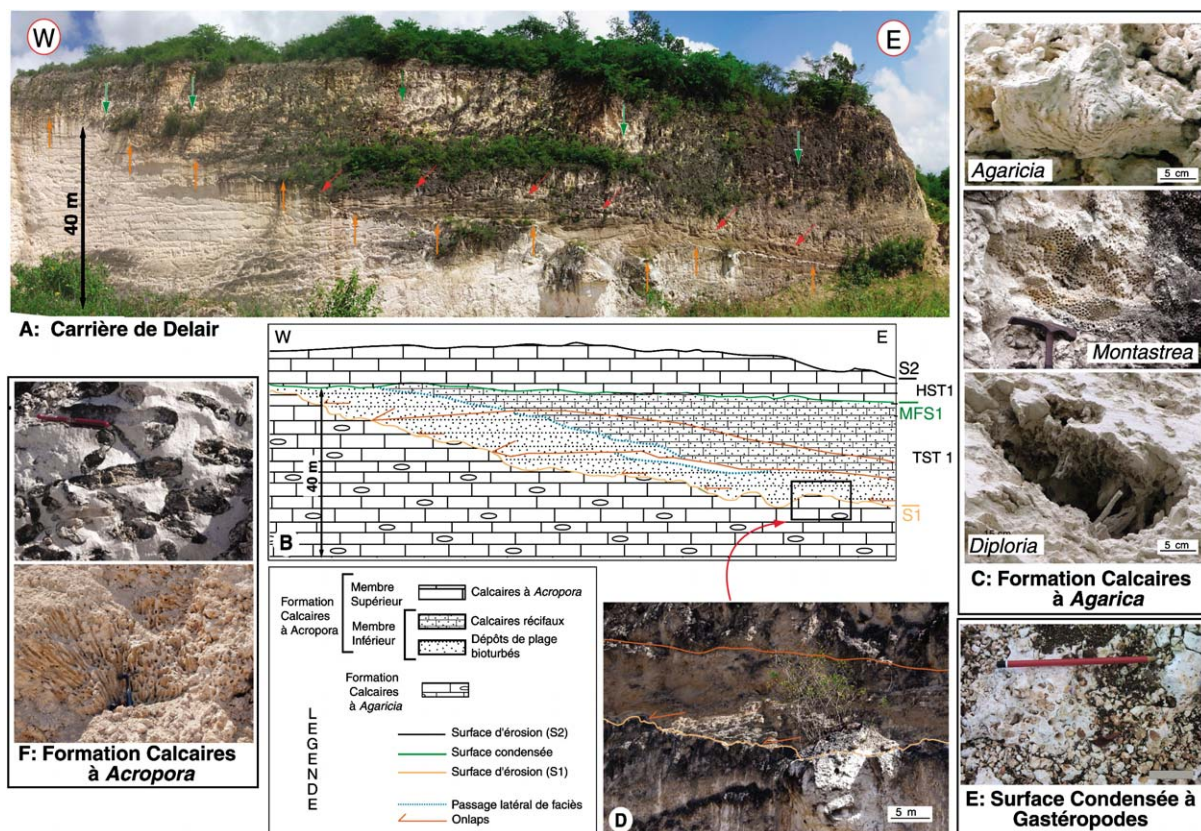 W
E
40 m
A: Carrière de Delair
Agaricia
5 cm
Montastrea
Diploria
5 cm
C: Formation Calcaires
à Agarica
W
E
S2
HST1
MFS1
TST 1
S1
40 m
B
F: Formation Calcaires
à Acropora
Formation
Calcaires
à Acropora
Membre
Supérieur
Calcaires à Acropora
Membre
Inférieur
Calcaires récifaux
Dépôts de plage
bioturbés
Formation
Calcaires
à Agaricia
LEGENDE
Surface d'érosion (S2)
Surface condensée
Surface d'érosion (S1)
Passage latéral de faciès
Onlaps
D
5 m
E: Surface Condensée à
Gastéropodes